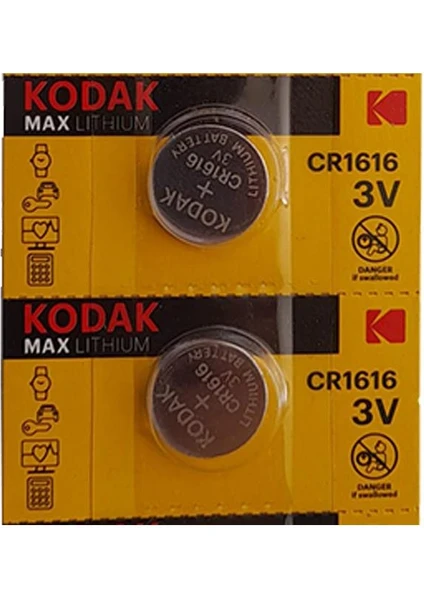 KODAK
MAX LITHIUM
LITHIUM BATTERY
CR1616
3V
+
KODAK
CR1616
3V
DANGER
if swallowed
KODAK
MAX LITHIUM
LITHIUM BATTERY
CR1616
3V
+
KODAK
CR1616
3V
DANGER
if swallowed